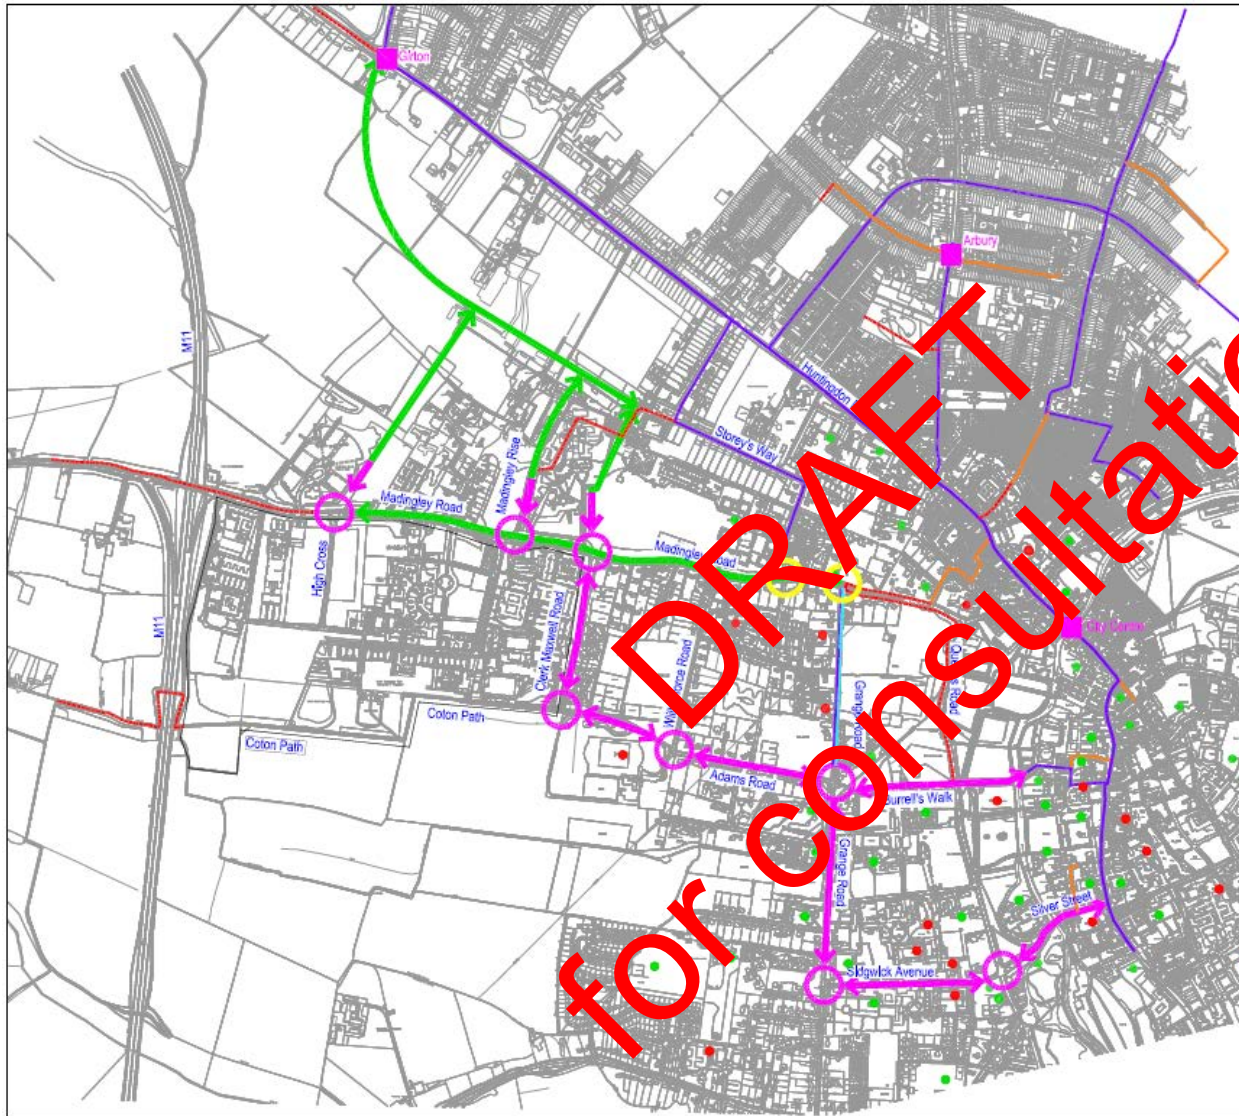 Girton
Arbury
M11
Huntingdon
Storey's Way
Madingley Rise
Madingley Road
High Cross
Madingley Road
M11
Clerk Maxwell Road
City Centre
Grange Road
Coton Path
Coton Path
Adams Road
Burrell's Walk
Grange Road
Silver Street
Sidgwick Avenue
DRAFT
for consultatio